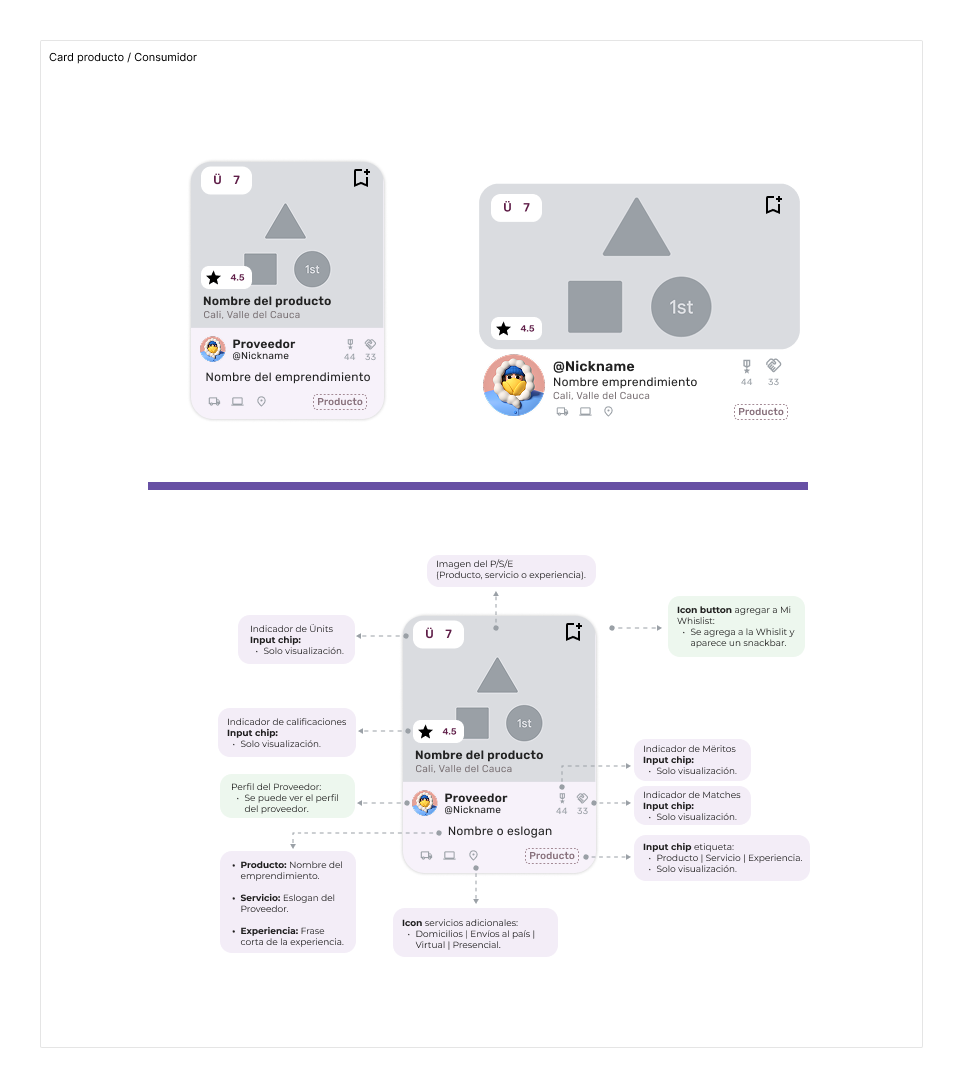 Card producto / Consumidor
Ü 7
1st
4.5
Nombre del producto
Cali, Valle del Cauca
Proveedor
@Nickname
44 33
Nombre del emprendimiento
Producto
Ü 7
1st
4.5
@Nickname
Nombre emprendimiento
Cali, Valle del Cauca
44 33
Producto
Imagen del P/S/E
(Producto, servicio o experiencia).
Icon button agregar a Mi
Whislist:
• Se agrega a la Whislit y
aparece un snackbar.
Indicador de Ünits
Input chip:
• Solo visualización.
Ü 7
1st
4.5
Nombre del producto
Cali, Valle del Cauca
Proveedor
@Nickname
44 33
Nombre o eslogan
Producto
Indicador de calificaciones
Input chip:
• Solo visualización.
Perfil del Proveedor:
• Se puede ver el perfil
del proveedor.
Indicador de Mëritos
Input chip:
• Solo visualización.
Indicador de Matches
Input chip:
• Solo visualización.
Input chip etiqueta:
• Producto | Servicio | Experiencia.
• Solo visualización.
• Producto: Nombre del
emprendimiento.
• Servicio: Eslogan del
Proveedor.
• Experiencia: Frase
corta de la experiencia.
Icon servicios adicionales:
• Domicilios | Envíos al país |
Virtual | Presencial.